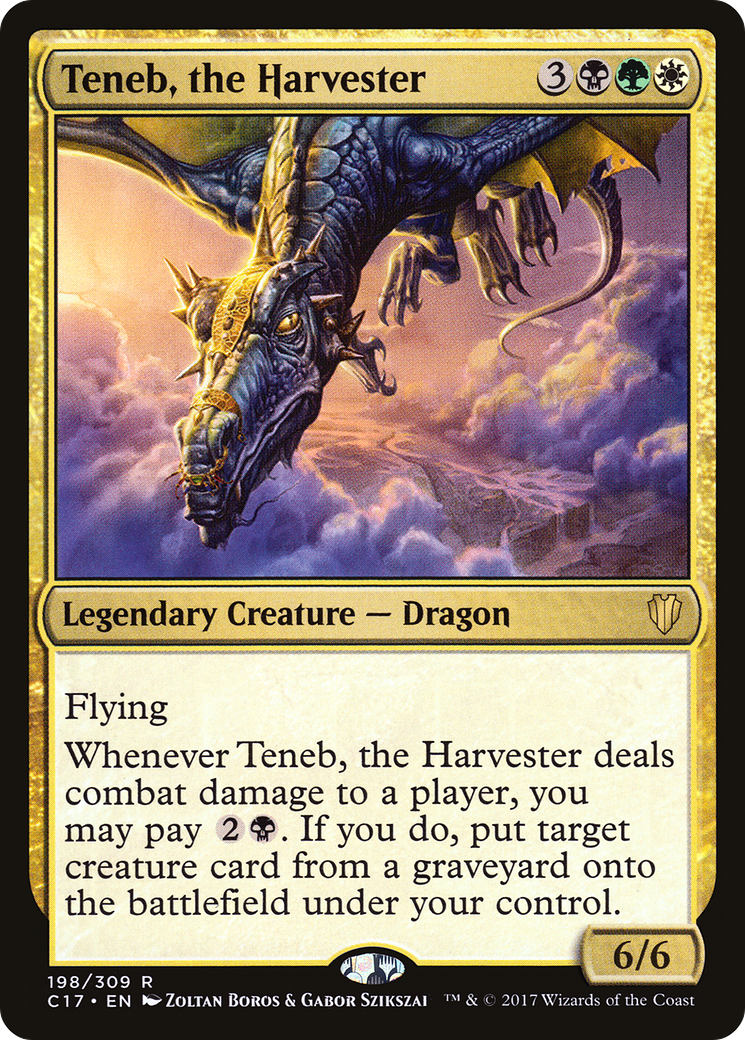 Teneb, the Harvester 3
Legendary Creature — Dragon
Flying
Whenever Teneb, the Harvester deals
combat damage to a player, you
may pay 2. If you do, put target
creature card from a graveyard onto
the battlefield under your control.
6/6
198/309 R
C17 • EN Zoltan Boros & Gabor Szikszai ™ & © 2017 Wizards of the Coast